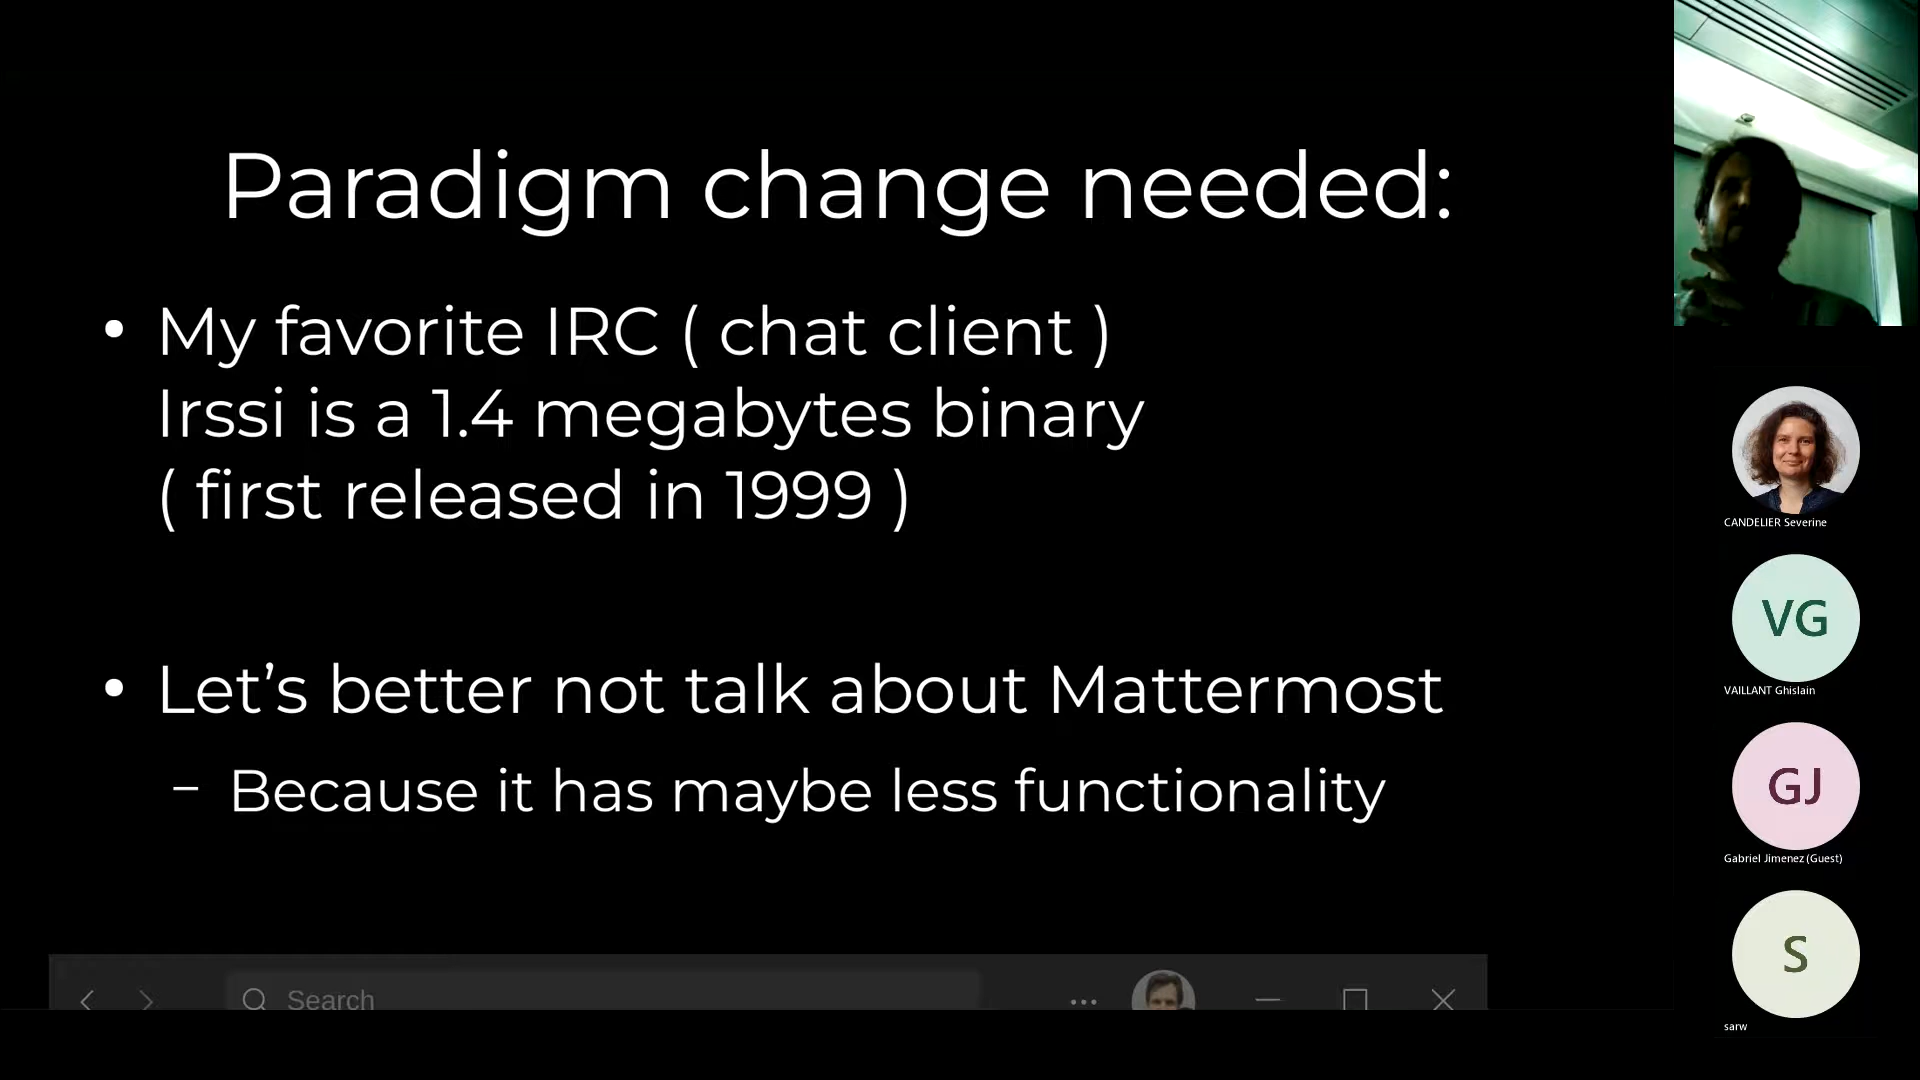 Paradigm change needed:
• My favorite IRC ( chat client )
Irssi is a 1.4 megabytes binary
( first released in 1999 )
• Let’s better not talk about Mattermost
– Because it has maybe less functionality
Search
CANDELIER Severine
VG
VAILLANT Ghislain
GJ
Gabriel Jimenez (Guest)
S
sarw